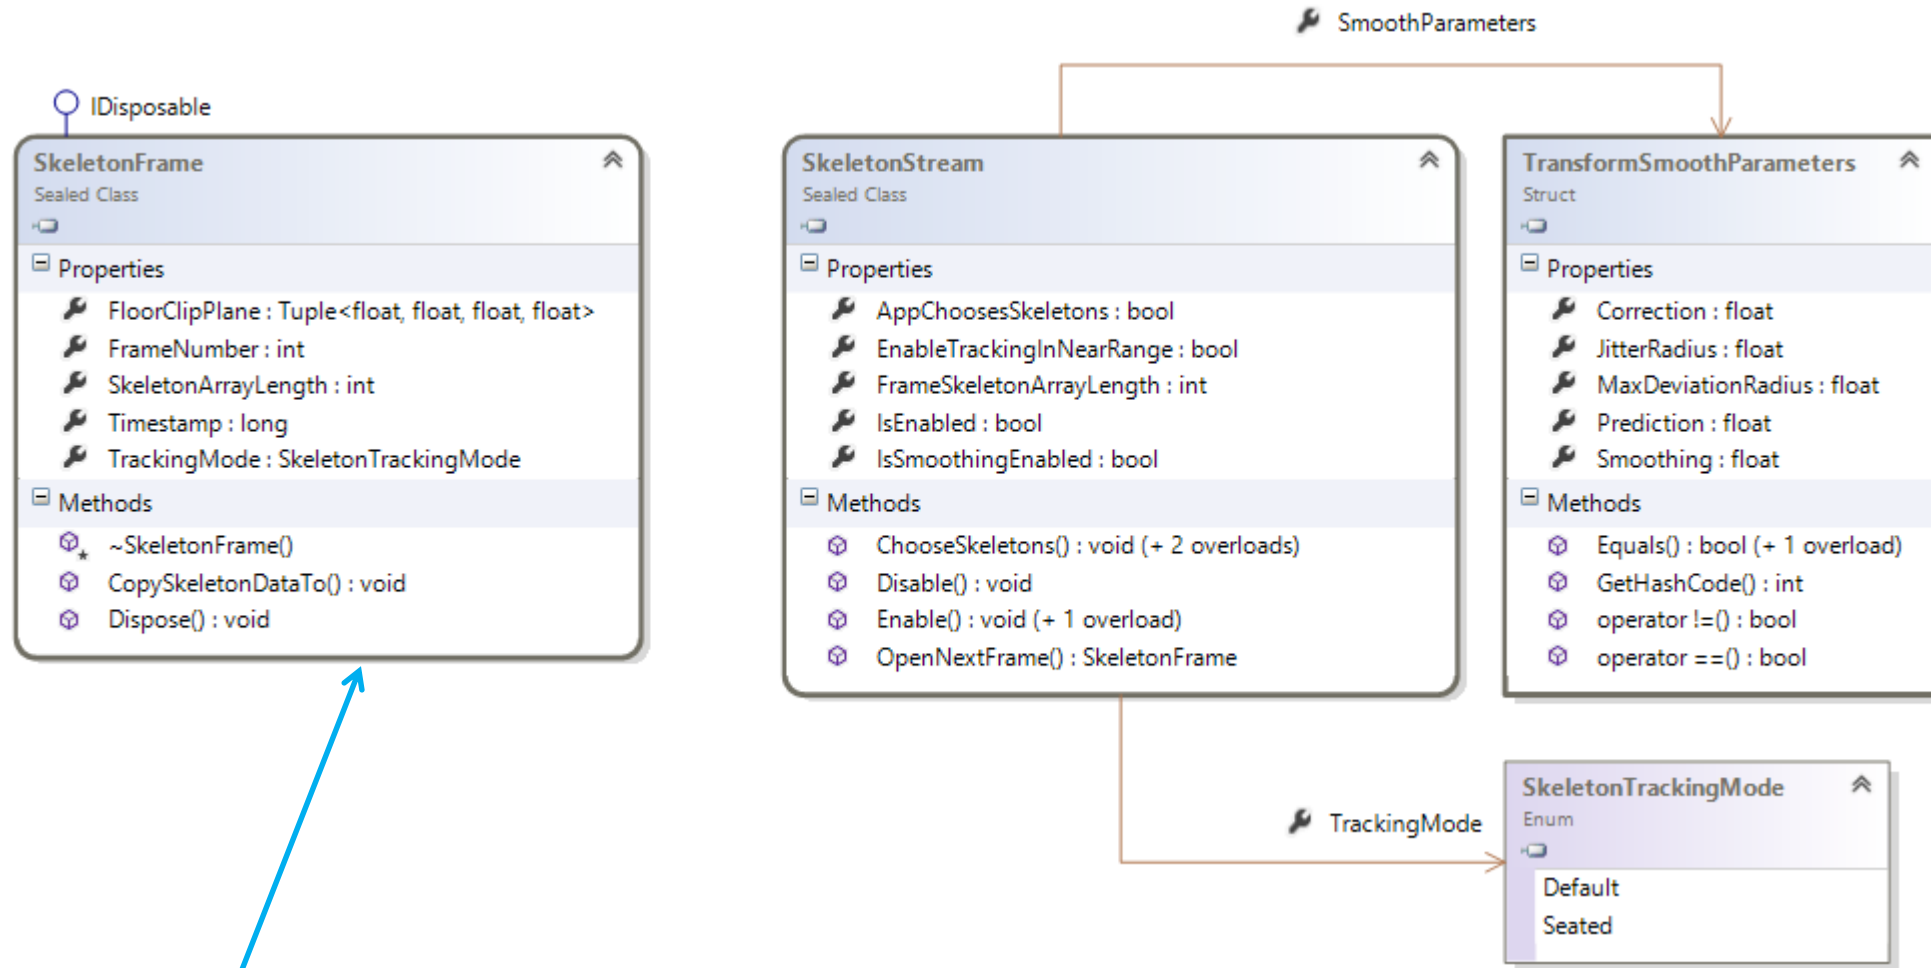 SmoothParameters
IDisposable
SkeletonFrame
Sealed Class
Properties
FloorClipPlane : Tuple<float, float, float, float>
FrameNumber : int
SkeletonArrayLength : int
Timestamp : long
TrackingMode : SkeletonTrackingMode
Methods
~SkeletonFrame()
CopySkeletonDataTo() : void
Dispose() : void
SkeletonStream
Sealed Class
Properties
AppChoosesSkeletons : bool
EnableTrackingInNearRange : bool
FrameSkeletonArrayLength : int
IsEnabled : bool
IsSmoothingEnabled : bool
Methods
ChooseSkeletons() : void (+ 2 overloads)
Disable() : void
Enable() : void (+ 1 overload)
OpenNextFrame() : SkeletonFrame
TransformSmoothParameters
Struct
Properties
Correction : float
JitterRadius : float
MaxDeviationRadius : float
Prediction : float
Smoothing : float
Methods
Equals() : bool (+ 1 overload)
GetHashCode() : int
operator !=() : bool
operator ==() : bool
TrackingMode
SkeletonTrackingMode
Enum
Default
Seated